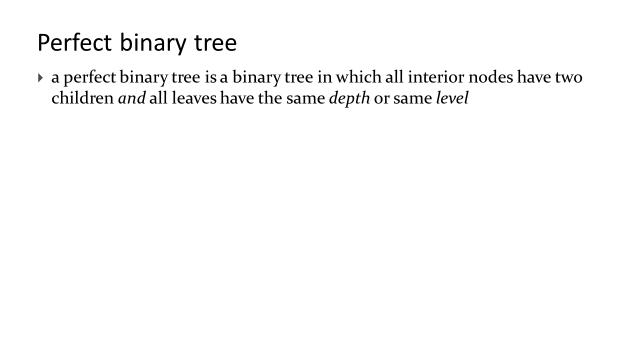 Perfect binary tree
a perfect binary tree is a binary tree in which all interior nodes have two
children and all leaves have the same depth or same level